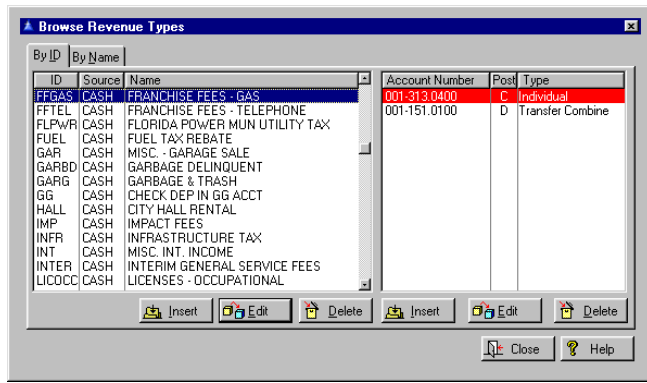 Browse Revenue Types
By ID By Name
ID Source Name Account Number Post Type
FFGAS CASH FRANCHISE FEES - GAS 001-313.0400 C Individual
FFTEL CASH FRANCHISE FEES - TELEPHONE 001-151.0100 D Transfer Combine
FLPWR CASH FLORIDA POWER MUN UTILITY TAX
FUEL CASH FUEL TAX REBATE
GAR CASH MISC. - GARAGE SALE
GARBD CASH GARBAGE DELINQUENT
GARG CASH GARBAGE & TRASH
GG CASH CHECK DEP IN GG ACCT
HALL CASH CITY HALL RENTAL
IMP CASH IMPACT FEES
INFR CASH INFRASTRUCTURE TAX
INT CASH MISC. INT. INCOME
INTER CASH INTERIM GENERAL SERVICE FEES
LICOCC CASH LICENSES - OCCUPATIONAL
Insert Edit Delete Insert Edit Delete
Close Help